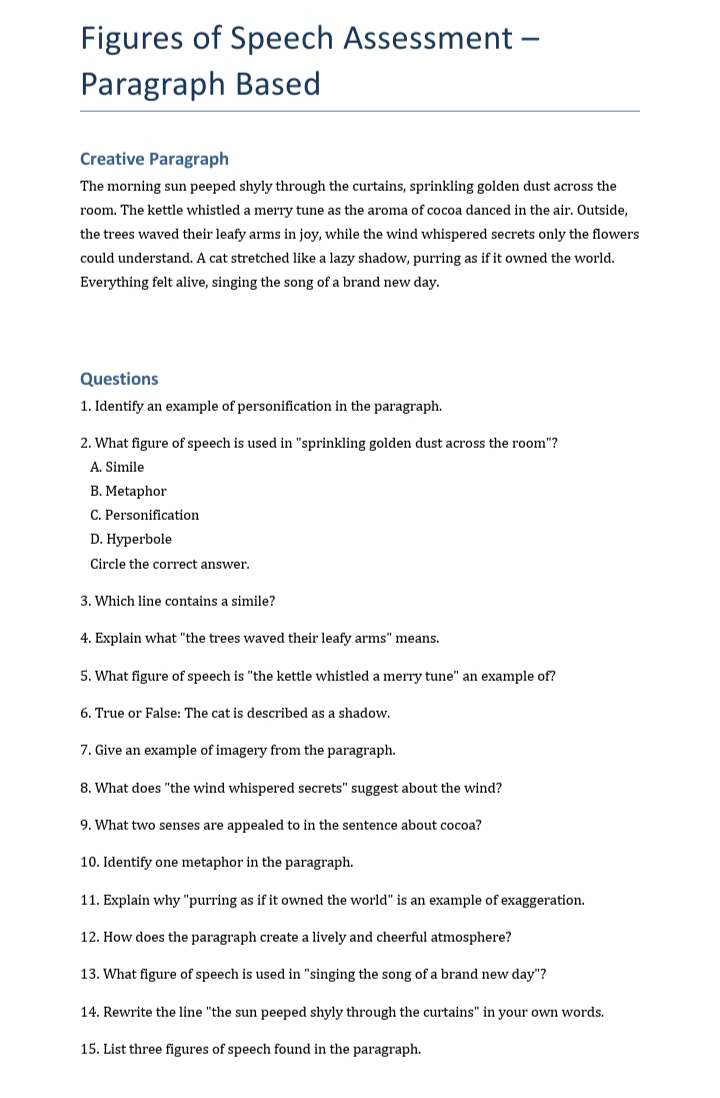 Figures of Speech Assessment –
Paragraph Based
Creative Paragraph
The morning sun peeped shyly through the curtains, sprinkling golden dust across the
room. The kettle whistled a merry tune as the aroma of cocoa danced in the air. Outside,
the trees waved their leafy arms in joy, while the wind whispered secrets only the flowers
could understand. A cat stretched like a lazy shadow, purring as if it owned the world.
Everything felt alive, singing the song of a brand new day.
Questions
1. Identify an example of personification in the paragraph.
2. What figure of speech is used in "sprinkling golden dust across the room"?
A. Simile
B. Metaphor
C. Personification
D. Hyperbole
Circle the correct answer.
3. Which line contains a simile?
4. Explain what "the trees waved their leafy arms" means.
5. What figure of speech is "the kettle whistled a merry tune" an example of?
6. True or False: The cat is described as a shadow.
7. Give an example of imagery from the paragraph.
8. What does "the wind whispered secrets" suggest about the wind?
9. What two senses are appealed to in the sentence about cocoa?
10. Identify one metaphor in the paragraph.
11. Explain why "purring as if it owned the world" is an example of exaggeration.
12. How does the paragraph create a lively and cheerful atmosphere?
13. What figure of speech is used in "singing the song of a brand new day"?
14. Rewrite the line "the sun peeped shyly through the curtains" in your own words.
15. List three figures of speech found in the paragraph.